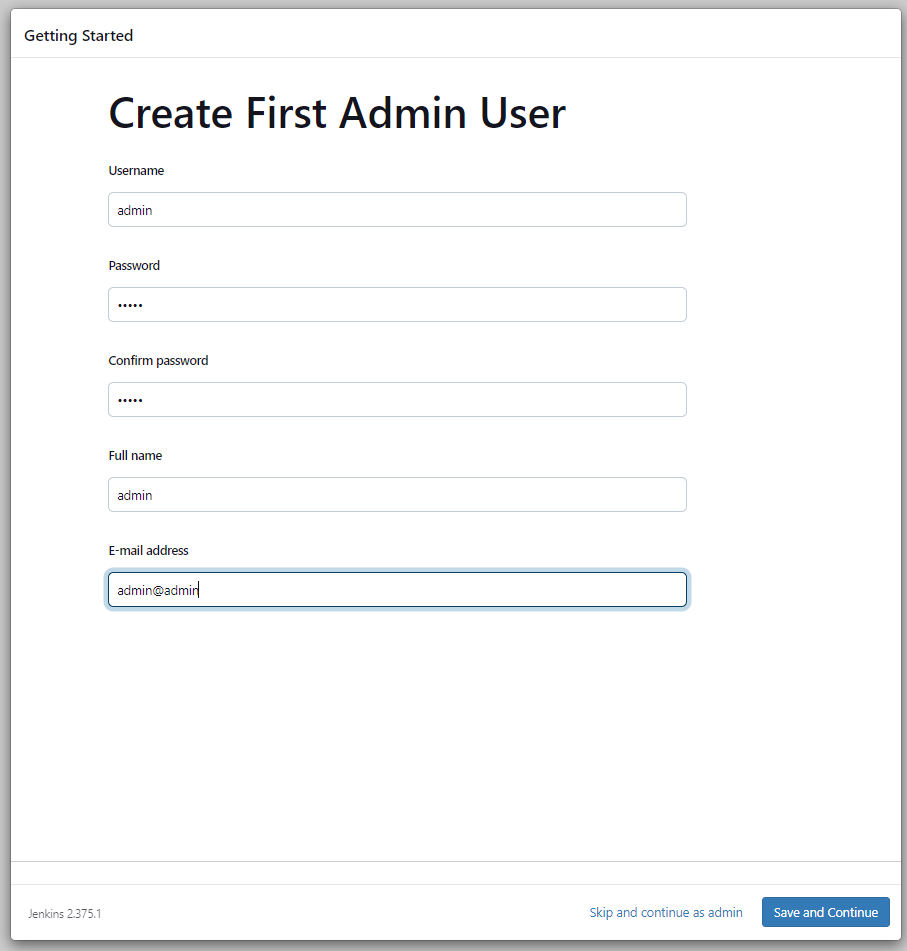 Getting Started
Create First Admin User
Username
admin
Password
•••••
Confirm password
•••••
Full name
admin
E-mail address
admin@admin
Jenkins 2.375.1
Skip and continue as admin
Save and Continue